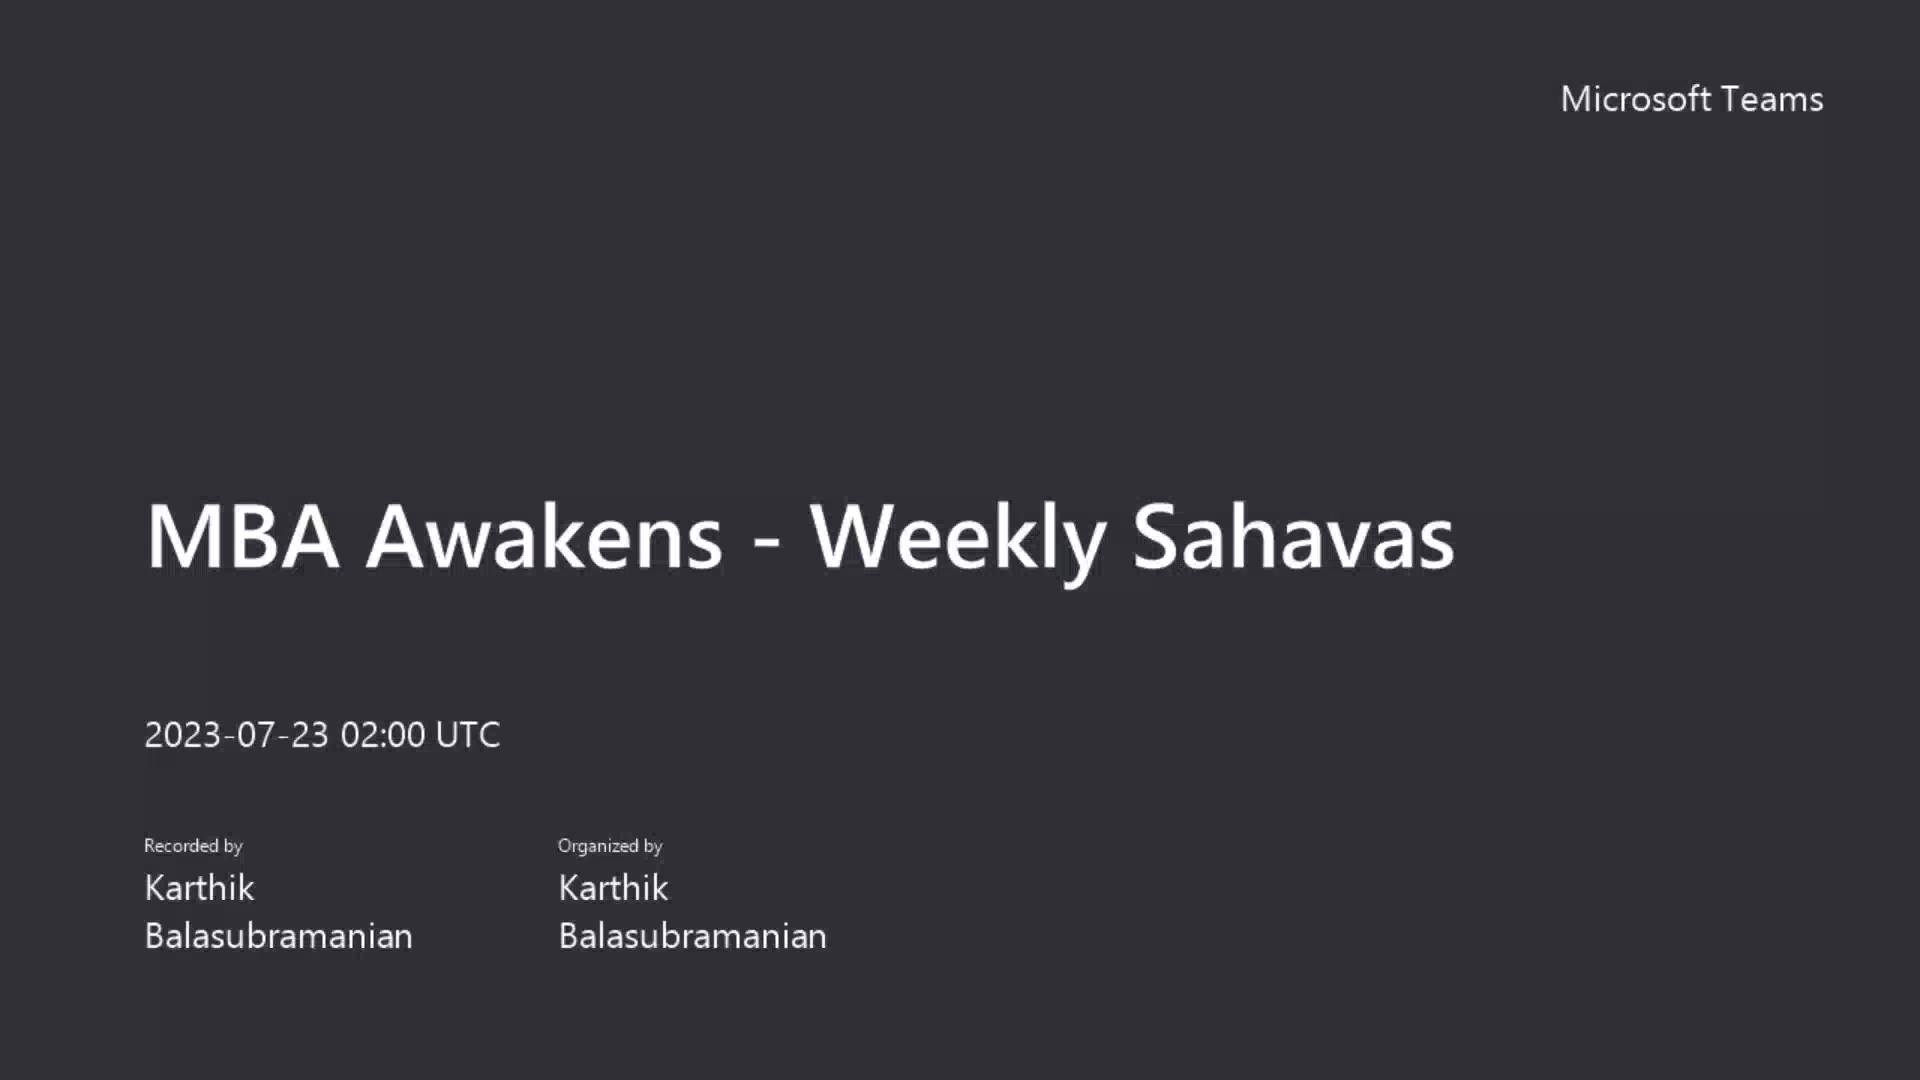 Microsoft Teams
MBA Awakens - Weekly Sahavas
2023-07-23 02:00 UTC
Recorded by
Karthik
Balasubramanian
Organized by
Karthik
Balasubramanian